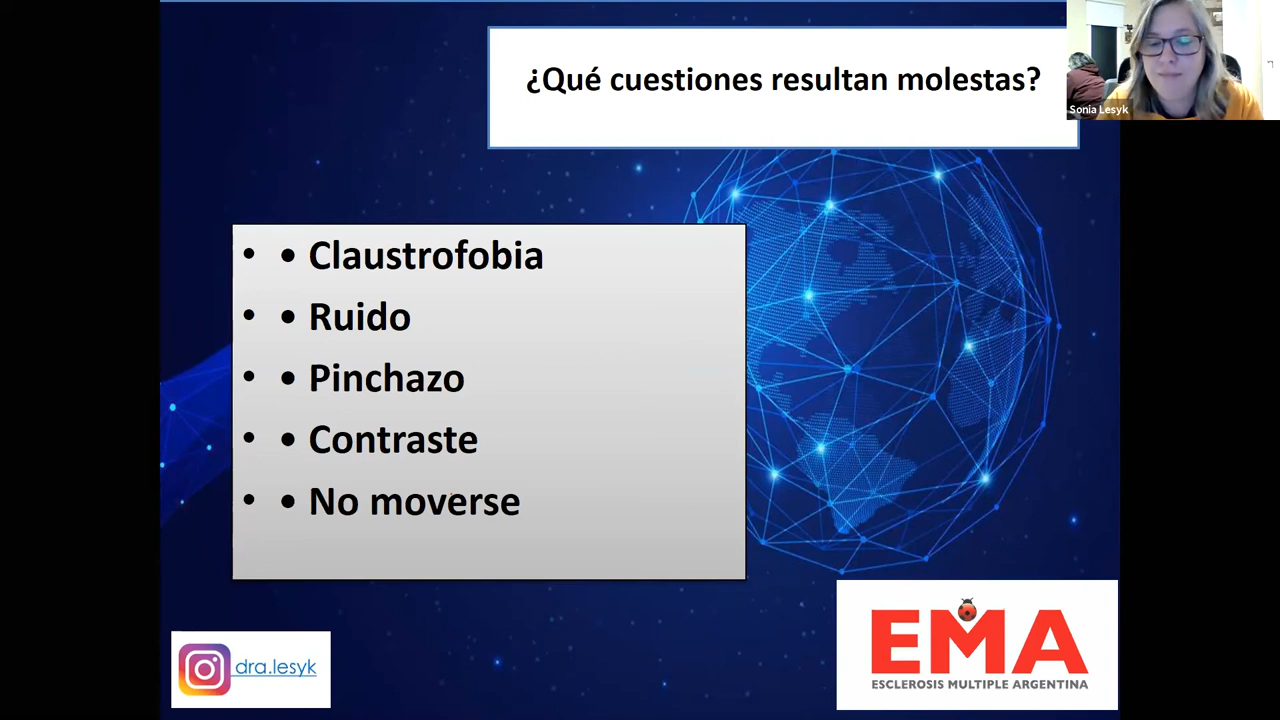 ¿Qué cuestiones resultan molestas?
Sonia Lesyk
• • Claustrofobia
• • Ruido
• • Pinchazo
• • Contraste
• • No moverse
dra.lesyk
EMA
ESCLEROSIS MULTIPLE ARGENTINA